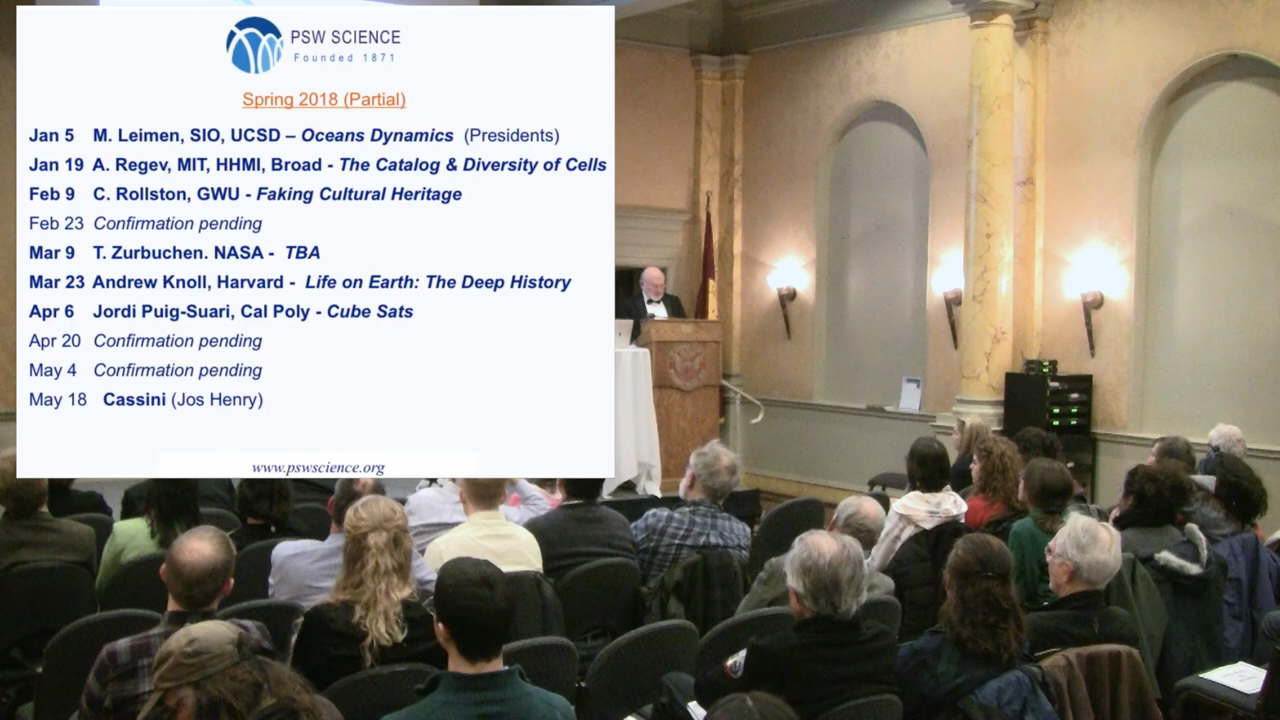 PSW SCIENCE
Founded 1871
Spring 2018 (Partial)
Jan 5 M. Leimen, SIO, UCSD – Oceans Dynamics (Presidents)
Jan 19 A. Regev, MIT, HHMI, Broad - The Catalog & Diversity of Cells
Feb 9 C. Rollston, GWU - Faking Cultural Heritage
Feb 23 Confirmation pending
Mar 9 T. Zurbuchen. NASA - TBA
Mar 23 Andrew Knoll, Harvard - Life on Earth: The Deep History
Apr 6 Jordi Puig-Suari, Cal Poly - Cube Sats
Apr 20 Confirmation pending
May 4 Confirmation pending
May 18 Cassini (Jos Henry)
www.pswscience.org